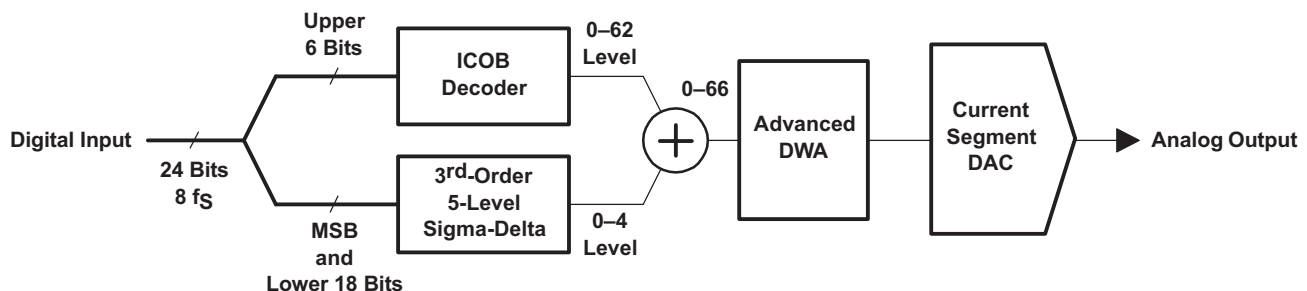 Digital Input
24 Bits
8 fS
Upper
6 Bits
ICOB
Decoder
0–62
Level
MSB
and
Lower 18 Bits
3rd-Order
5-Level
Sigma-Delta
0–4
Level
+
0–66
Advanced
DWA
Current
Segment
DAC
Analog Output